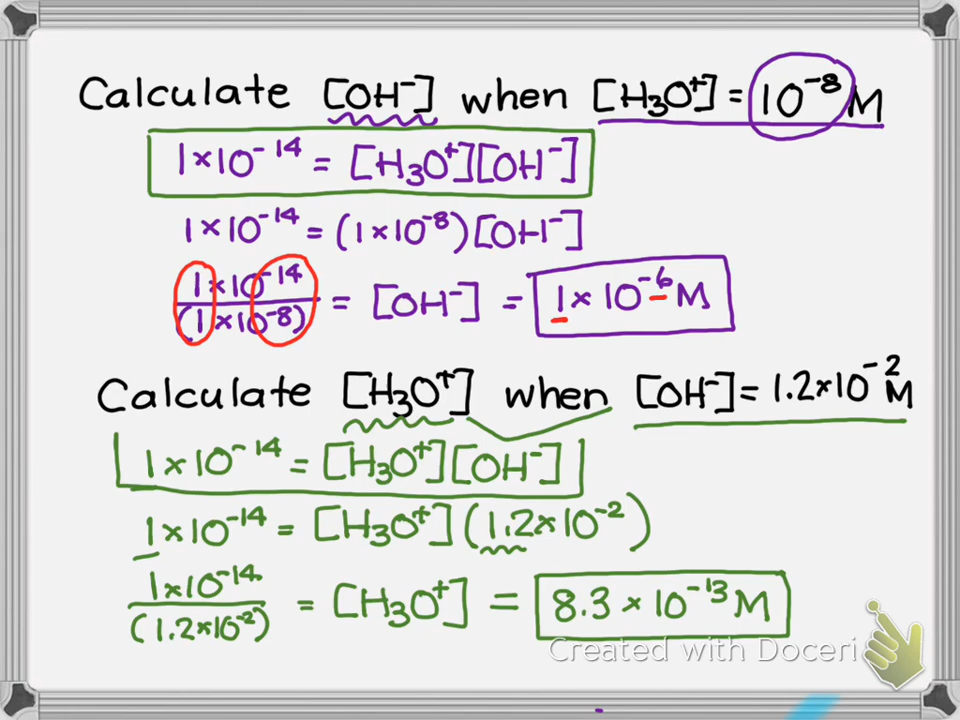 Calculate [OH⁻] when [H₃O⁺] = 10⁻⁸ M
1×10⁻¹⁴ = [H₃O⁺][OH⁻]
1×10⁻¹⁴ = (1×10⁻⁸)[OH⁻]
1×10⁻¹⁴/(1×10⁻⁸) = [OH⁻] = 1×10⁻⁶ M
Calculate [H₃O⁺] when [OH⁻] = 1.2×10⁻² M
1×10⁻¹⁴ = [H₃O⁺][OH⁻]
1×10⁻¹⁴ = [H₃O⁺](1.2×10⁻²)
1×10⁻¹⁴/(1.2×10⁻²) = [H₃O⁺] = 8.3×10⁻¹³ M
Created with Doceri